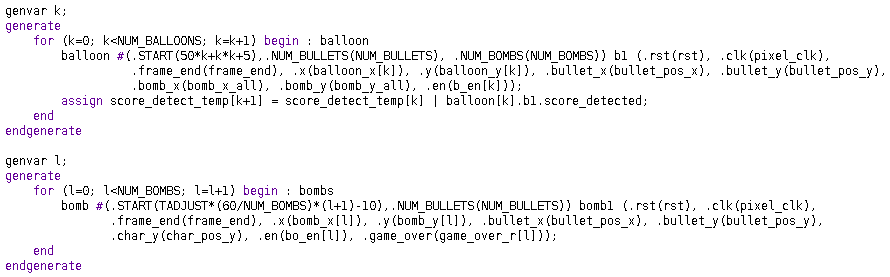 genvar k;
generate
    for (k=0; k<NUM_BALLOONS; k=k+1) begin : balloon
        balloon #(.START(50*k+k*k+5),.NUM_BULLETS(NUM_BULLETS), .NUM_BOMBS(NUM_BOMBS)) b1 (.rst(rst), .clk(pixel_clk),
                  .frame_end(frame_end), .x(balloon_x[k]), .y(balloon_y[k]), .bullet_x(bullet_pos_x), .bullet_y(bullet_pos_y),
                  .bomb_x(bomb_x_all), .bomb_y(bomb_y_all), .en(b_en[k]));
        assign score_detect_temp[k+1] = score_detect_temp[k] | balloon[k].b1.score_detected;
    end
endgenerate

genvar l;
generate
    for (l=0; l<NUM_BOMBS; l=l+1) begin : bombs
        bomb #(.START(TADJUST*(60/NUM_BOMBS)*(l+1)-10),.NUM_BULLETS(NUM_BULLETS)) bomb1 (.rst(rst), .clk(pixel_clk),
               .frame_end(frame_end), .x(bomb_x[l]), .y(bomb_y[l]), .bullet_x(bullet_pos_x), .bullet_y(bullet_pos_y),
               .char_y(char_pos_y), .en(bo_en[l]), .game_over(game_over_r[l]));
    end
endgenerate